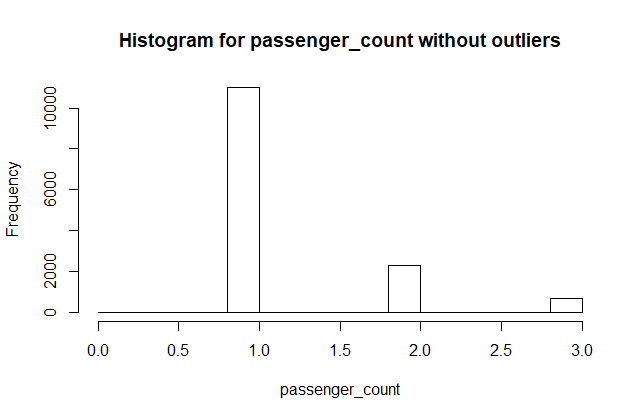 Histogram for passenger_count without outliers
Frequency
10000
6000
2000
0
0.0 0.5 1.0 1.5 2.0 2.5 3.0
passenger_count